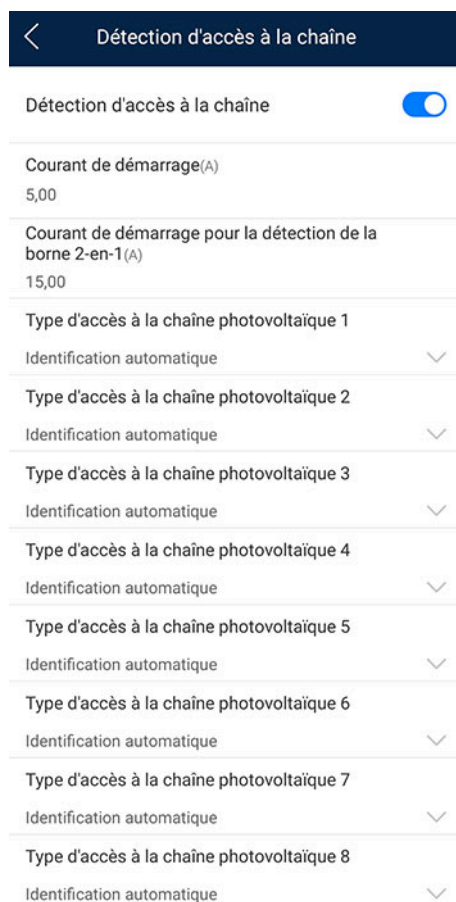 Détection d'accès à la chaîne
Détection d'accès à la chaîne
Courant de démarrage(A)
5,00
Courant de démarrage pour la détection de la
borne 2-en-1(A)
15,00
Type d'accès à la chaîne photovoltaïque 1
Identification automatique
Type d'accès à la chaîne photovoltaïque 2
Identification automatique
Type d'accès à la chaîne photovoltaïque 3
Identification automatique
Type d'accès à la chaîne photovoltaïque 4
Identification automatique
Type d'accès à la chaîne photovoltaïque 5
Identification automatique
Type d'accès à la chaîne photovoltaïque 6
Identification automatique
Type d'accès à la chaîne photovoltaïque 7
Identification automatique
Type d'accès à la chaîne photovoltaïque 8
Identification automatique